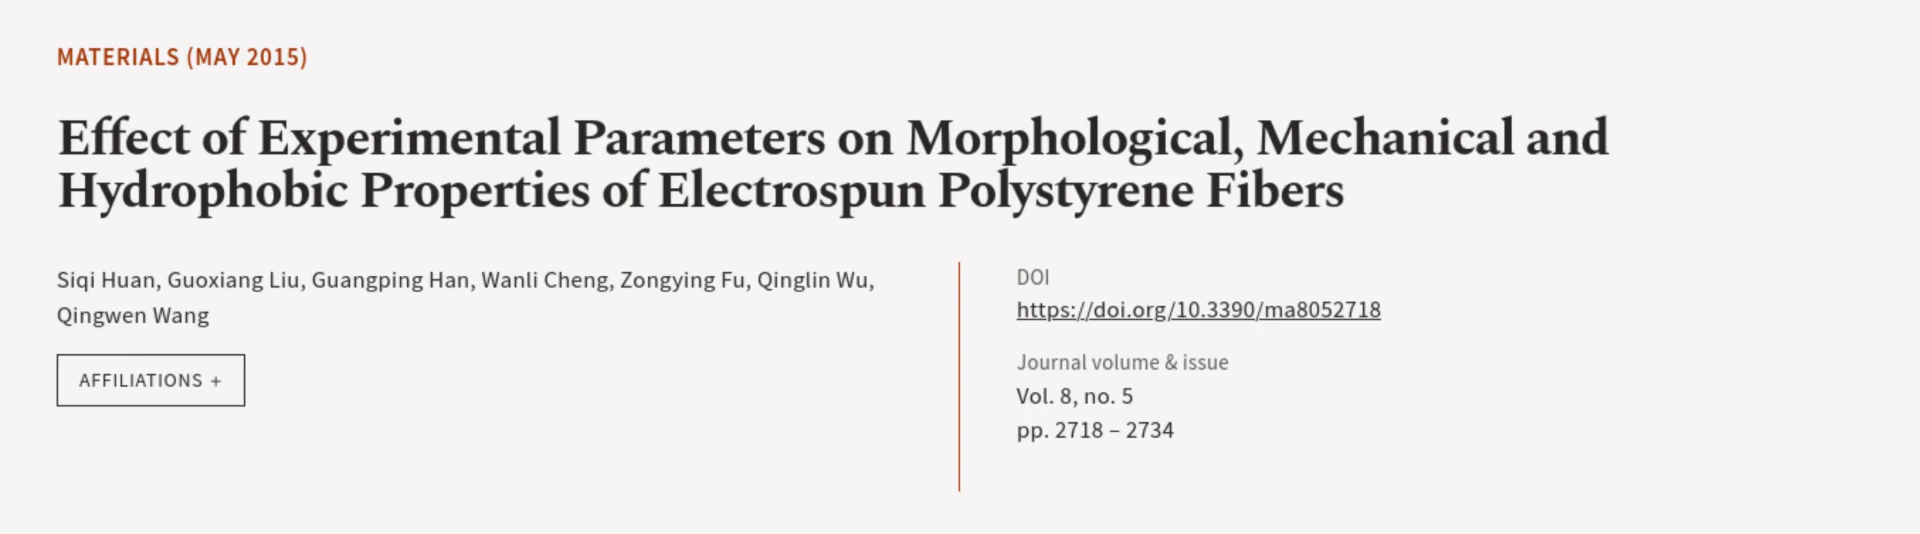 MATERIALS (MAY 2015)
Effect of Experimental Parameters on Morphological, Mechanical and
Hydrophobic Properties of Electrospun Polystyrene Fibers
Siqi Huan, Guoxiang Liu, Guangping Han, Wanli Cheng, Zongying Fu, Qinglin Wu,
Qingwen Wang
AFFILIATIONS +
DOI
https://doi.org/10.3390/ma8052718
Journal volume & issue
Vol. 8, no. 5
pp. 2718 – 2734